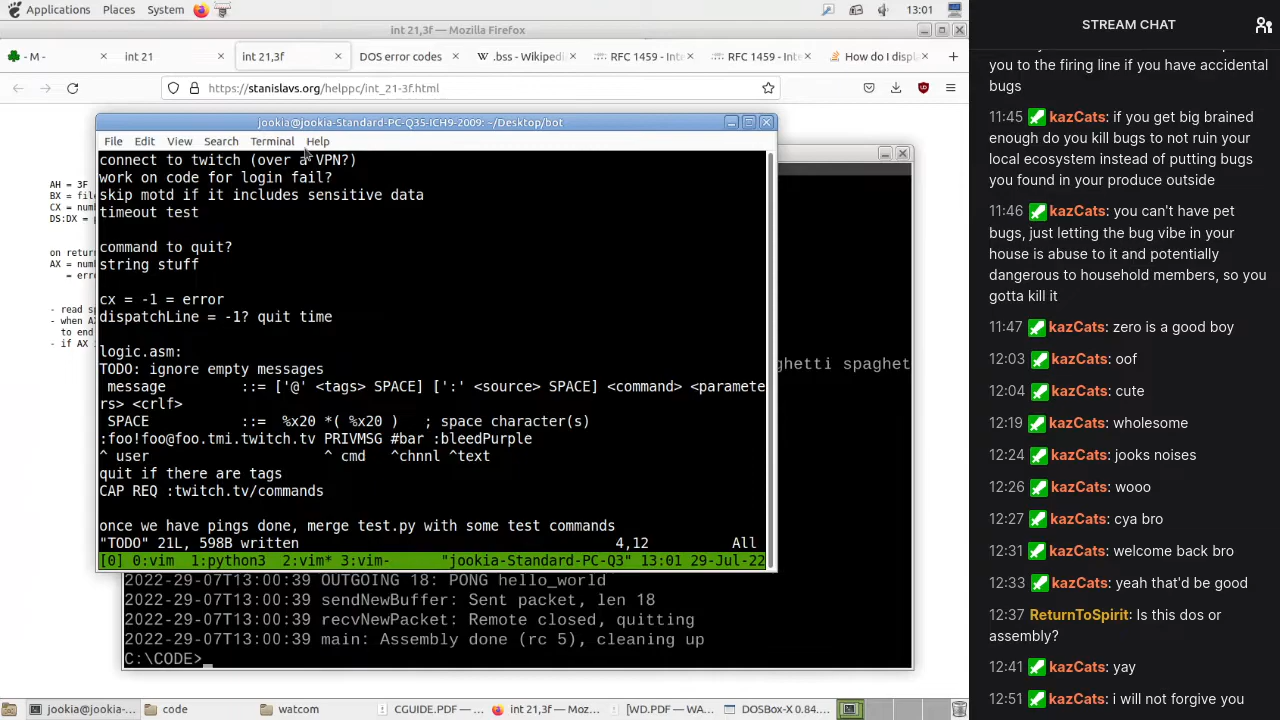 Applications Places System 13:01
int 21,3f — Mozilla Firefox
- M -
int 21
int 21,3f
DOS error codes
.bss - Wikiped
RFC 1459 - Inte
RFC 1459 - Inte
How do I displ
https://stanislavs.org/helppc/int_21-3f.html
AH = 3F
BX = file
CX = num
DS:DX = p
on return
AX = num
= erro
- read sp
- when AX
to end
- if AX i
jookia@jookia-Standard-PC-Q35-ICH9-2009: ~/Desktop/bot
File Edit View Search Terminal Help
connect to twitch (over a VPN?)
work on code for login fail?
skip motd if it includes sensitive data
timeout test
command to quit?
string stuff
cx = -1 = error
dispatchLine = -1? quit time
logic.asm:
TODO: ignore empty messages
message ::= ['@' <tags> SPACE] [':' <source> SPACE] <command> <paramete
rs> <crlf>
SPACE ::= %x20 *( %x20 ) ; space character(s)
:foo!foo@foo.tmi.twitch.tv PRIVMSG #bar :bleedPurple
^ user ^ cmd ^chnnl ^text
quit if there are tags
CAP REQ :twitch.tv/commands
once we have pings done, merge test.py with some test commands
"TODO" 21L, 598B written 4,12 All
[0] 0:vim 1:python3 2:vim* 3:vim- "jookia-Standard-PC-Q3" 13:01 29-Jul-22
ghetti spaghet
2022-29-07T13:00:39 OUTGOING 18: PONG hello_world
2022-29-07T13:00:39 sendNewBuffer: Sent packet, len 18
2022-29-07T13:00:39 recvNewPacket: Remote closed, quitting
2022-29-07T13:00:39 main: Assembly done (rc 5), cleaning up
C:\CODE>_
jookia@jookia-...
code
watcom
CGUIDE.PDF — ...
int 21,3f — Moz...
[WD.PDF — WA...
DOSBox-X 0.84....
STREAM CHAT
you to the firing line if you have accidental
bugs
11:45 kazCats: if you get big brained
enough do you kill bugs to not ruin your
local ecosystem instead of putting bugs
you found in your produce outside
11:46 kazCats: you can't have pet
bugs, just letting the bug vibe in your
house is abuse to it and potentially
dangerous to household members, so you
gotta kill it
11:47 kazCats: zero is a good boy
12:03 kazCats: oof
12:04 kazCats: cute
12:19 kazCats: wholesome
12:24 kazCats: jooks noises
12:26 kazCats: wooo
12:27 kazCats: cya bro
12:31 kazCats: welcome back bro
12:33 kazCats: yeah that'd be good
12:37 ReturnToSpirit: Is this dos or
assembly?
12:41 kazCats: yay
12:51 kazCats: i will not forgive you